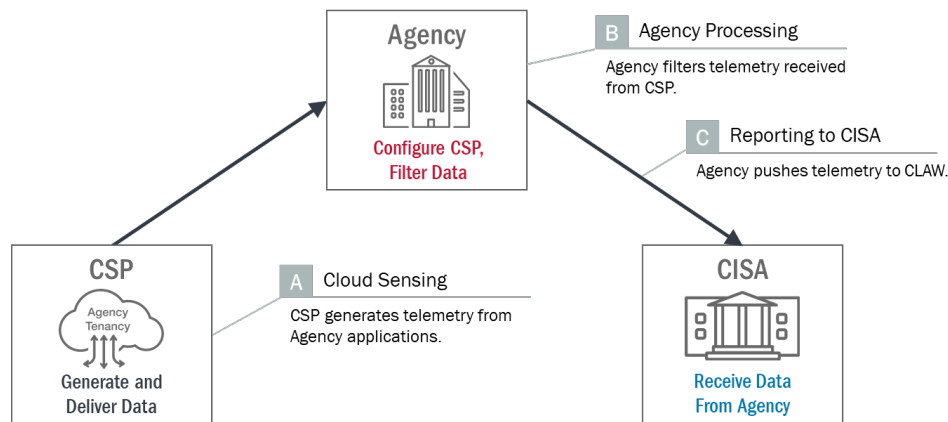 Agency
Configure CSP,
Filter Data
B Agency Processing
Agency filters telemetry received
from CSP.
C Reporting to CISA
Agency pushes telemetry to CLAW.
CSP
Agency
Tenancy
Generate and
Deliver Data
A Cloud Sensing
CSP generates telemetry from
Agency applications.
CISA
Receive Data
From Agency